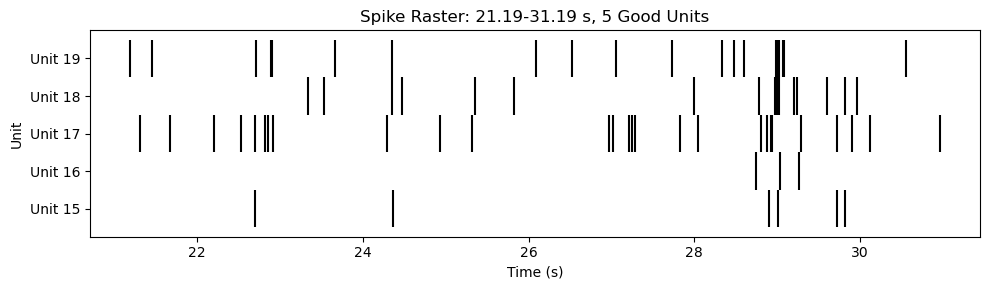 Spike Raster: 21.19-31.19 s, 5 Good Units
Unit 19
Unit 18
Unit 17
Unit 16
Unit 15
Unit
22 24 26 28 30
Time (s)